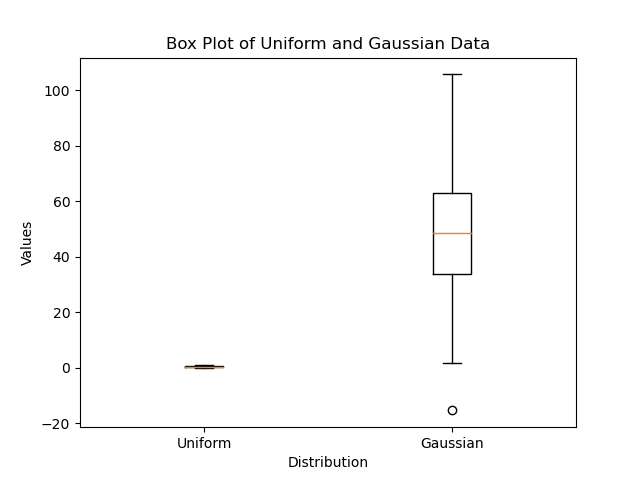 Box Plot of Uniform and Gaussian Data
100
80
60
40
20
0
−20
Values
Uniform
Gaussian
Distribution